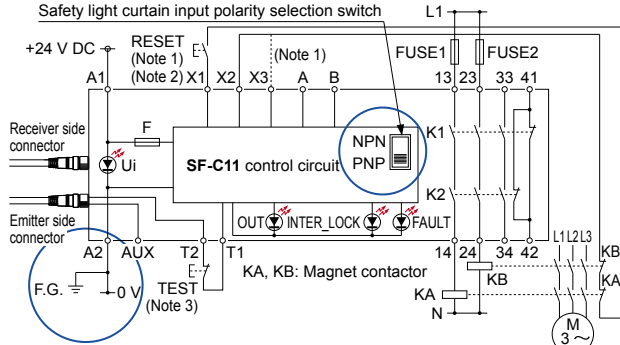 Safety light curtain input polarity selection switch
L1
+24 V DC
RESET
(Note 1)
(Note 2)
(Note 1)
FUSE1
FUSE2
A1
X1
X2
X3
A
B
13
23
33
41
Receiver side
connector
F
Ui
SF-C11 control circuit
NPN
PNP
K1
K2
Emitter side
connector
OUT
INTER_LOCK
FAULT
A2
AUX
T2
T1
14
24
34
42
L1
L2
L3
F.G.
0 V
TEST
(Note 3)
KA, KB: Magnet contactor
KB
KB
KA
KA
N
M
3~